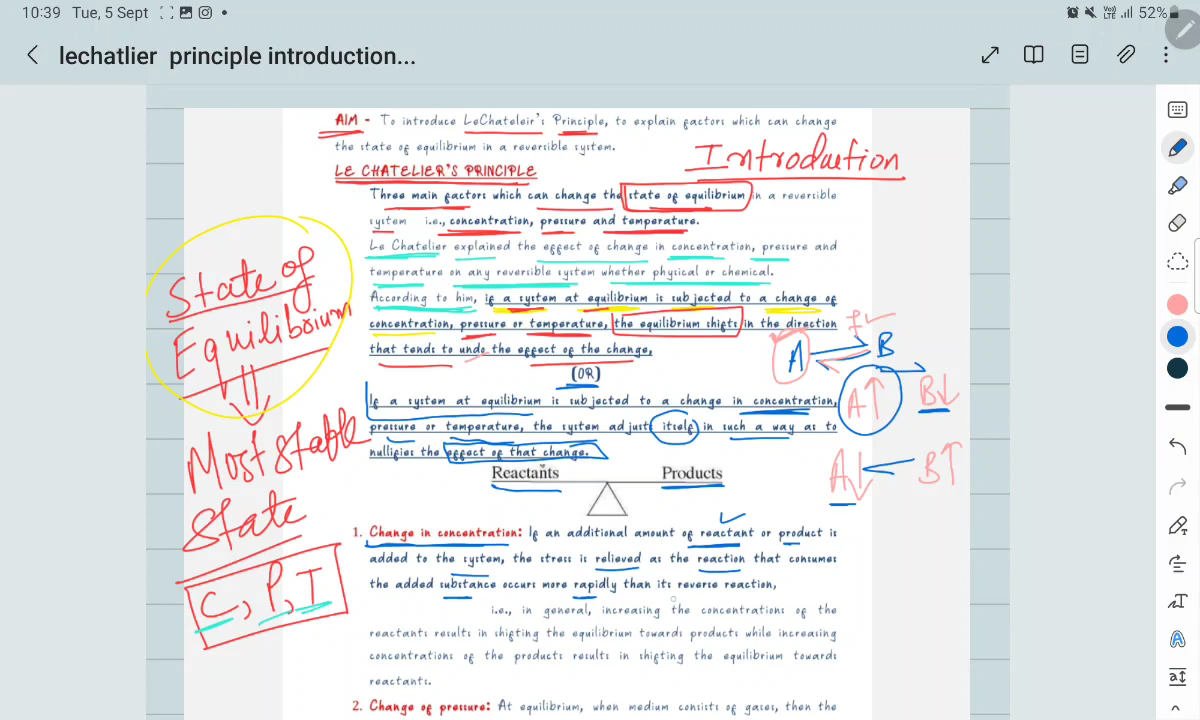 10:39 Tue, 5 Sept
52%
lechatlier principle introduction...
AIM - To introduce LeChateleir's Principle, to explain factors which can change
the state of equilibrium in a reversible system.
Introduction
LE CHATELIER'S PRINCIPLE
Three main factors which can change the state of equilibrium in a reversible
system i.e., concentration, pressure and temperature.
Le Chatelier explained the effect of change in concentration, pressure and
temperature on any reversible system whether physical or chemical.
According to him, if a system at equilibrium is subjected to a change of
concentration, pressure or temperature, the equilibrium shifts in the direction
that tends to undo the effect of the change.
(OR)
If a system at equilibrium is subjected to a change in concentration,
pressure or temperature, the system adjust itself in such a way as to
nullifies the effect of that change.
Reactants Products
State of
Equilibrium
Most stable
State
C, P, T
A B
A↑ B↓
A↓ B↑
1. Change in concentration: If an additional amount of reactant or product is
added to the system, the stress is relieved as the reaction that consumes
the added substance occurs more rapidly than its reverse reaction,
i.e., in general, increasing the concentrations of the
reactants results in shifting the equilibrium towards products while increasing
concentrations of the products results in shifting the equilibrium towards
reactants.
2. Change of pressure: At equilibrium, when medium consists of gases, then the